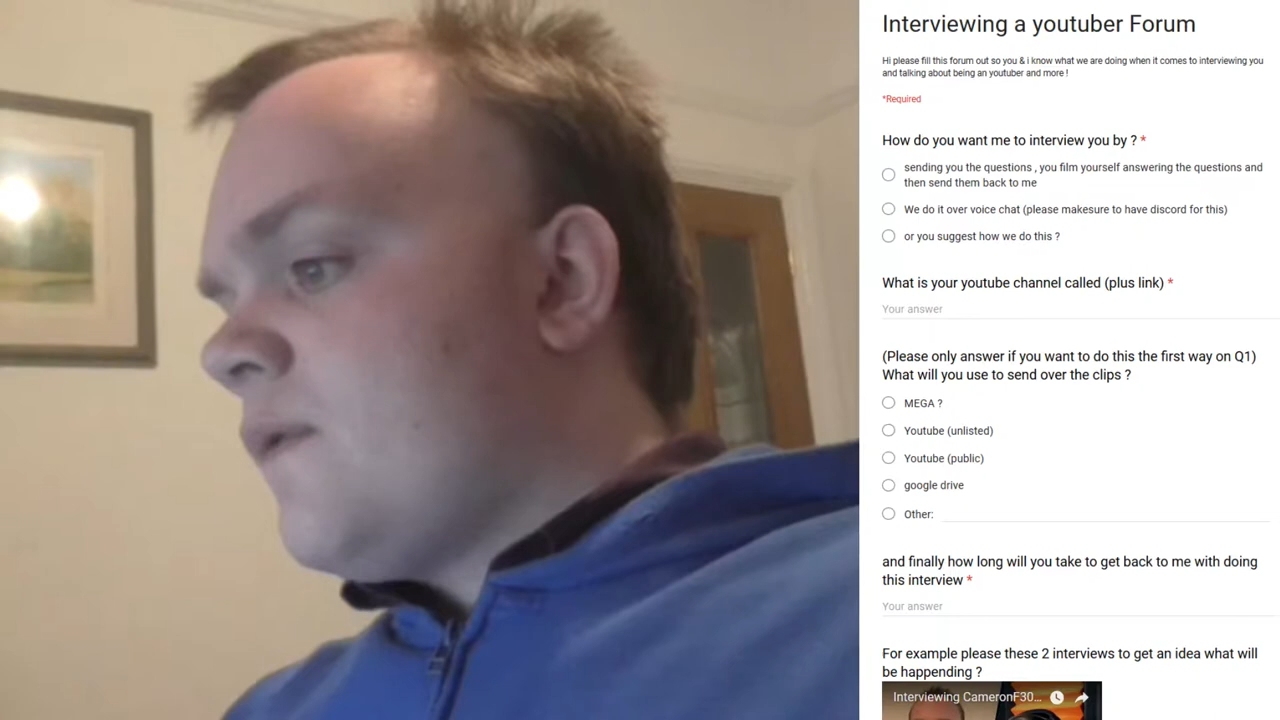 Interviewing a youtuber Forum
Hi please fill this forum out so you & i know what we are doing when it comes to interviewing you
and talking about being an youtuber and more !
*Required
How do you want me to interview you by ? *
sending you the questions , you film yourself answering the questions and
then send them back to me
We do it over voice chat (please makesure to have discord for this)
or you suggest how we do this ?
What is your youtube channel called (plus link) *
Your answer
(Please only answer if you want to do this the first way on Q1)
What will you use to send over the clips ?
MEGA ?
Youtube (unlisted)
Youtube (public)
google drive
Other:
and finally how long will you take to get back to me with doing
this interview *
Your answer
For example please these 2 interviews to get an idea what will
be happending ?
Interviewing CameronF30...